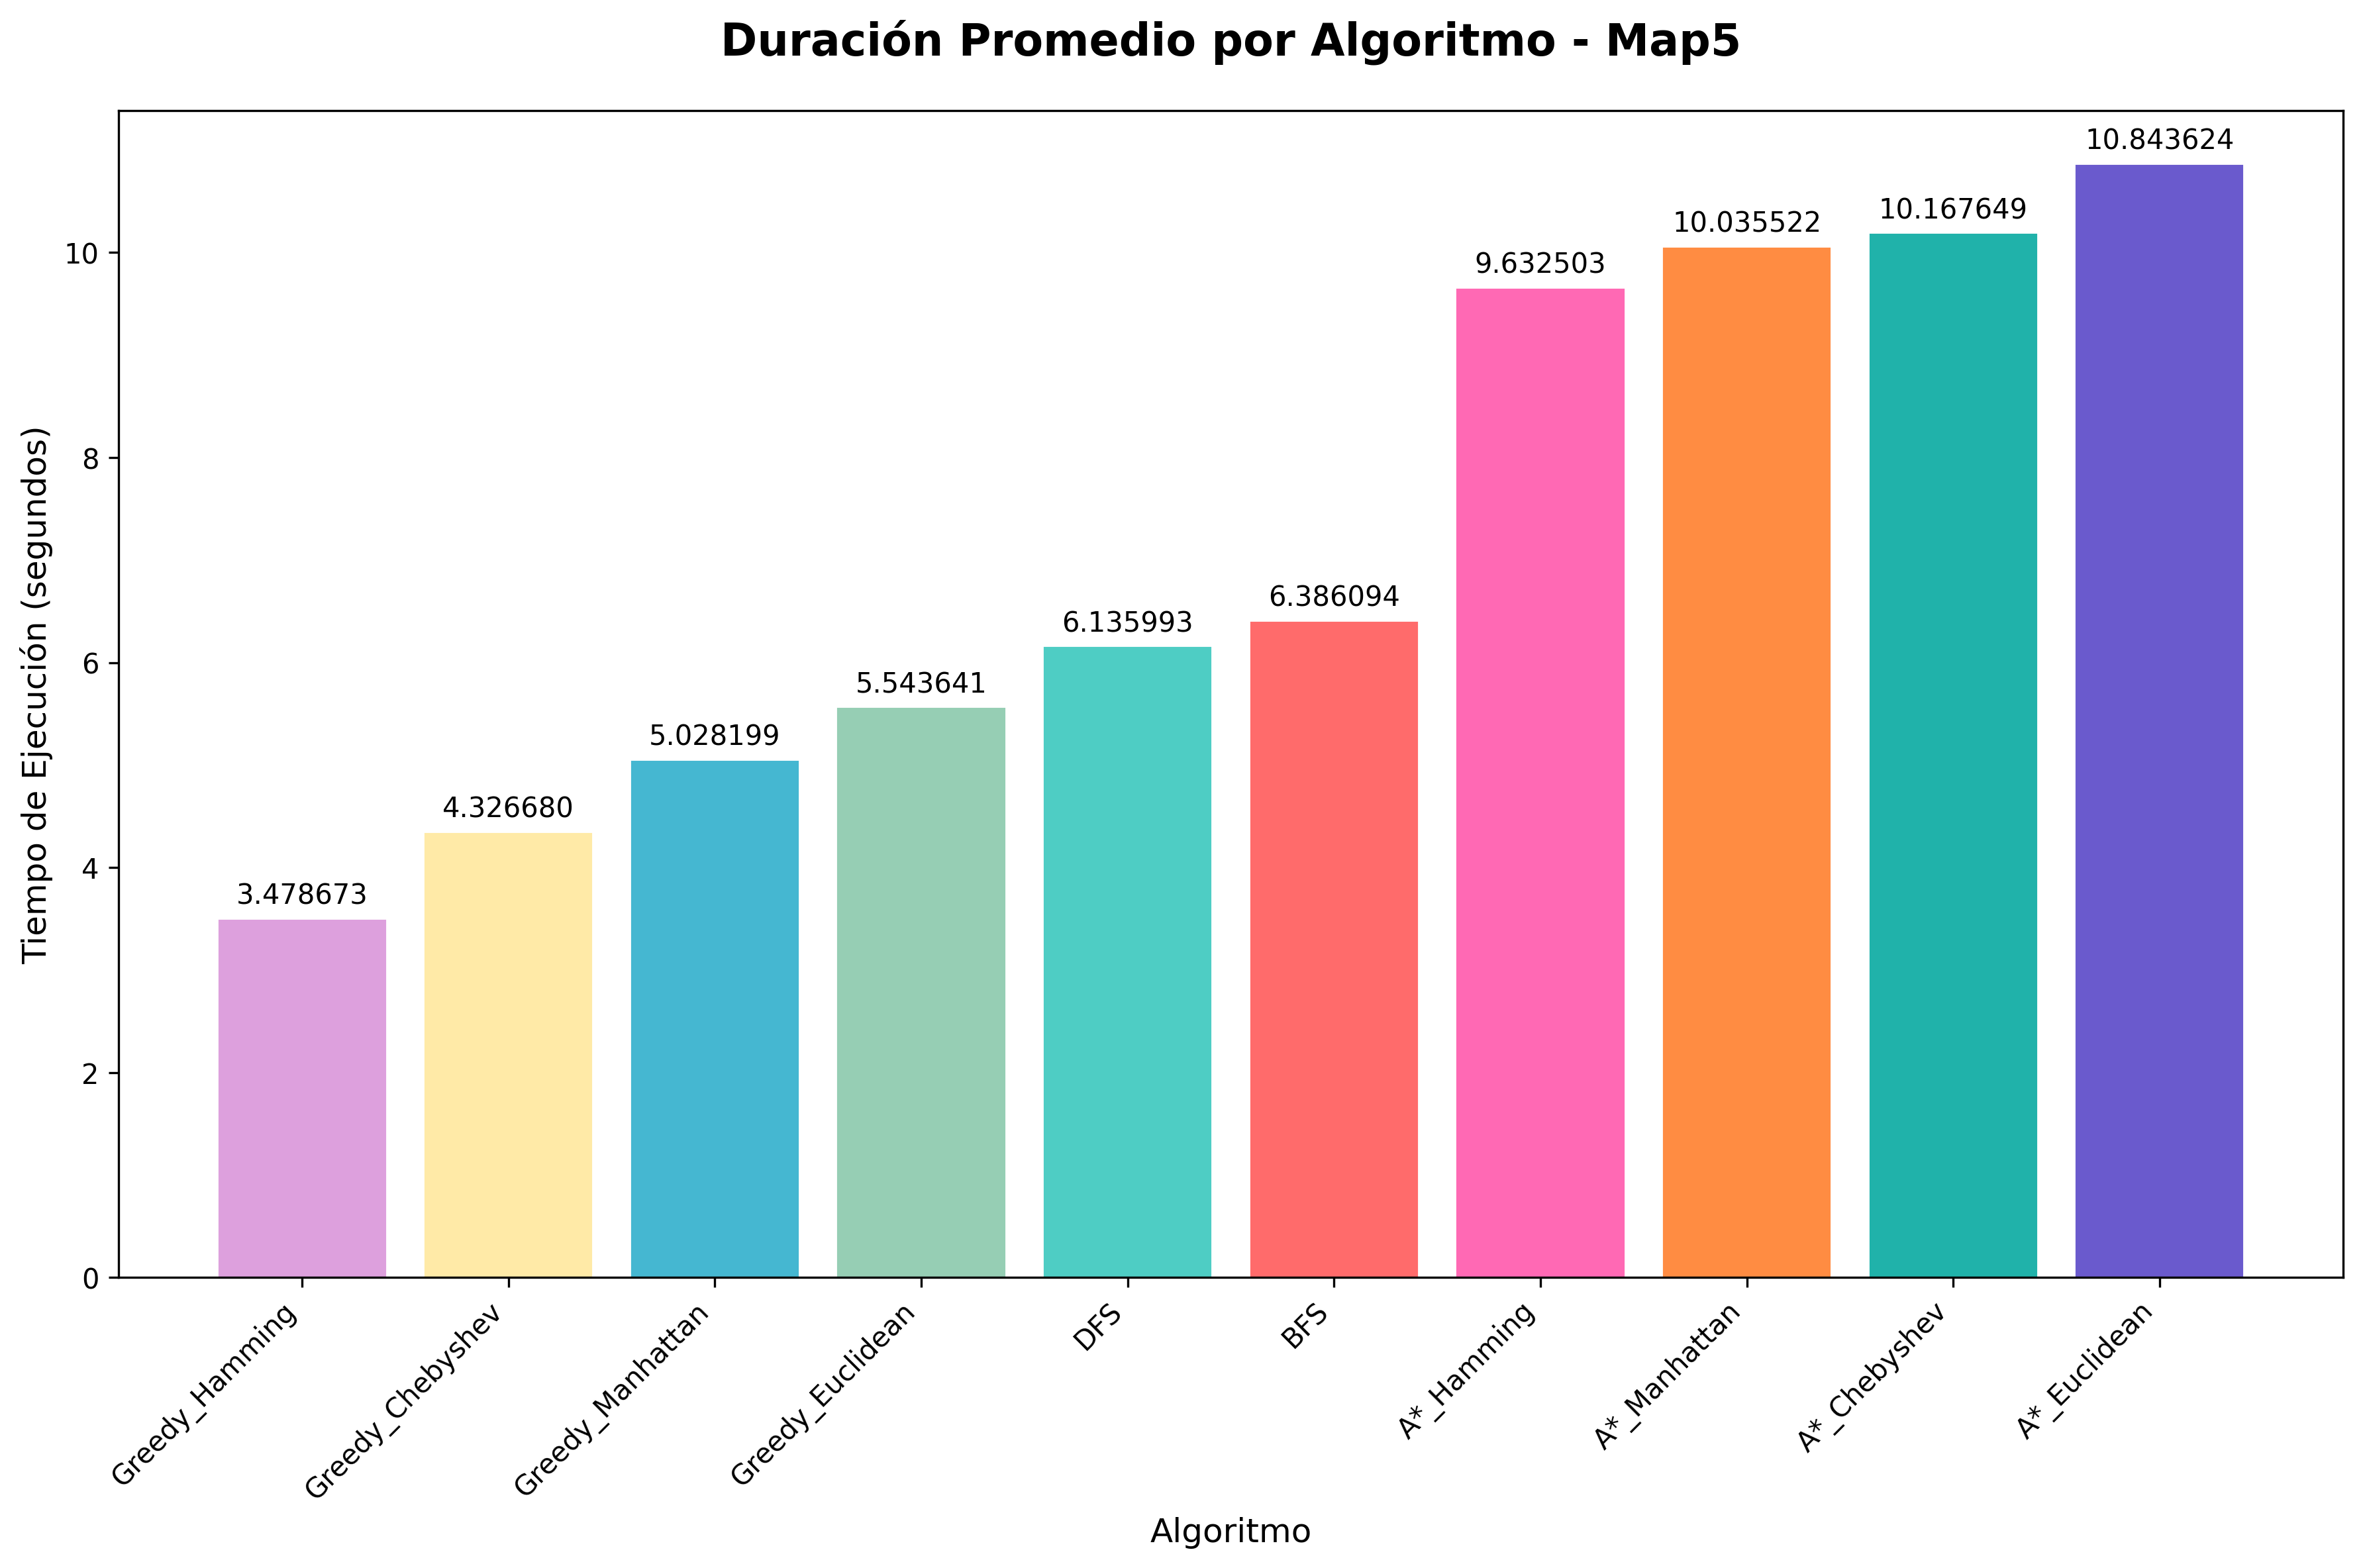 Duración Promedio por Algoritmo - Map5
Tiempo de Ejecución (segundos)
10
8
6
4
2
0
3.478673
4.326680
5.028199
5.543641
6.135993
6.386094
9.632503
10.035522
10.167649
10.843624
Greedy_Hamming
Greedy_Chebyshev
Greedy_Manhattan
Greedy_Euclidean
DFS
BFS
A*_Hamming
A*_Manhattan
A*_Chebyshev
A*_Euclidean
Algoritmo